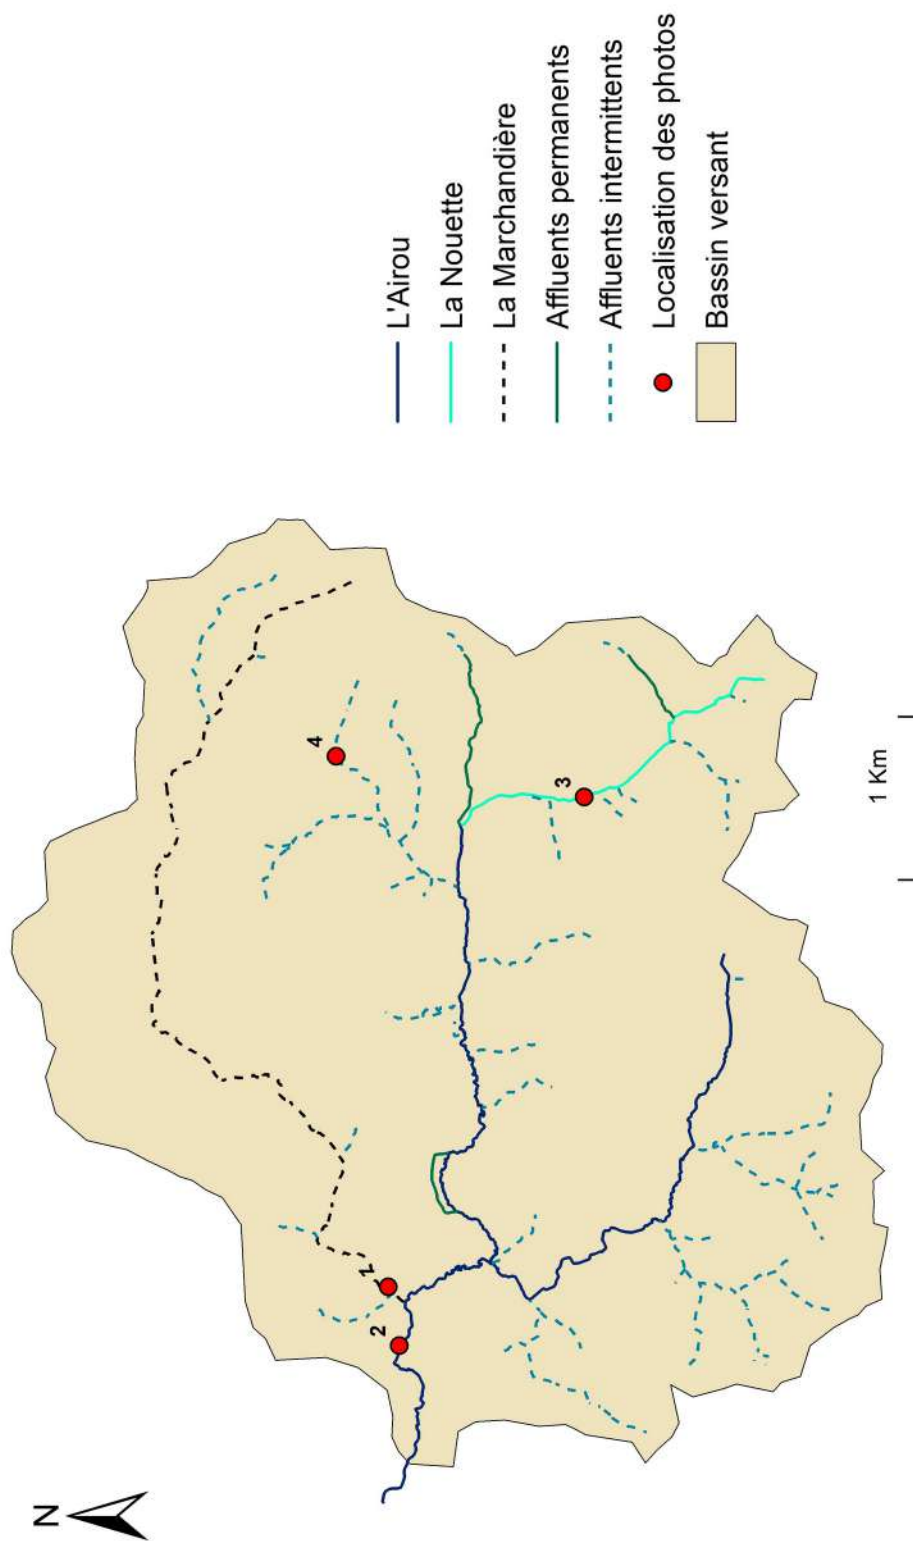 N
4
2
3
L'Airou
La Nouette
La Marchandière
Affluents permanents
Affluents intermittents
Localisation des photos
Bassin versant
1 Km